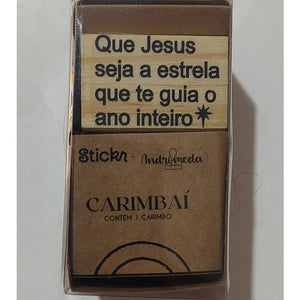 Que Jesus
seja a estrela
que te guia o
ano inteiro
Stickr + Andrômeda
CARIMBAÍ
CONTÉM 1 CARIMBO